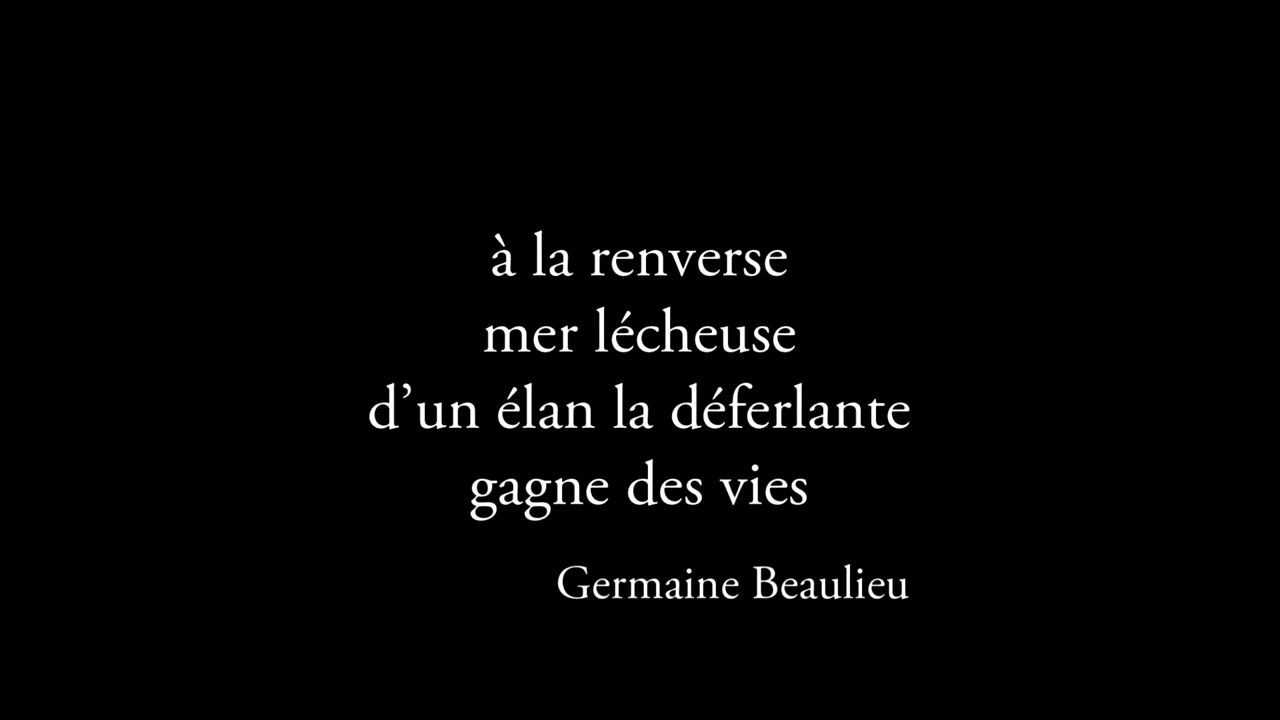 à la renverse
mer lécheuse
d’un élan la déferlante
gagne des vies
Germaine Beaulieu